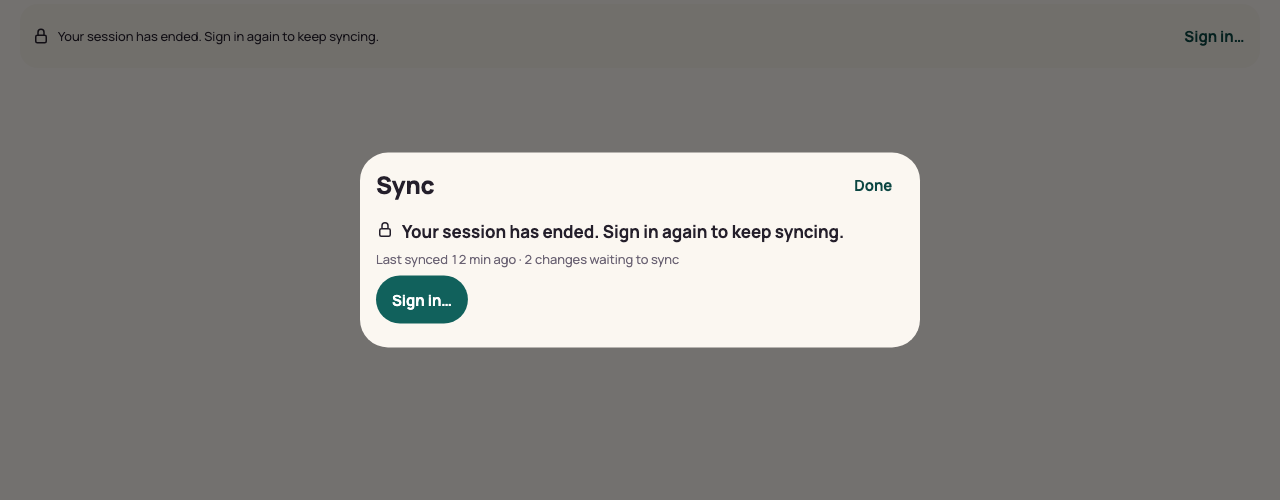 Your session has ended. Sign in again to keep syncing.
Sign in…
Sync
Done
Your session has ended. Sign in again to keep syncing.
Last synced 12 min ago · 2 changes waiting to sync
Sign in…